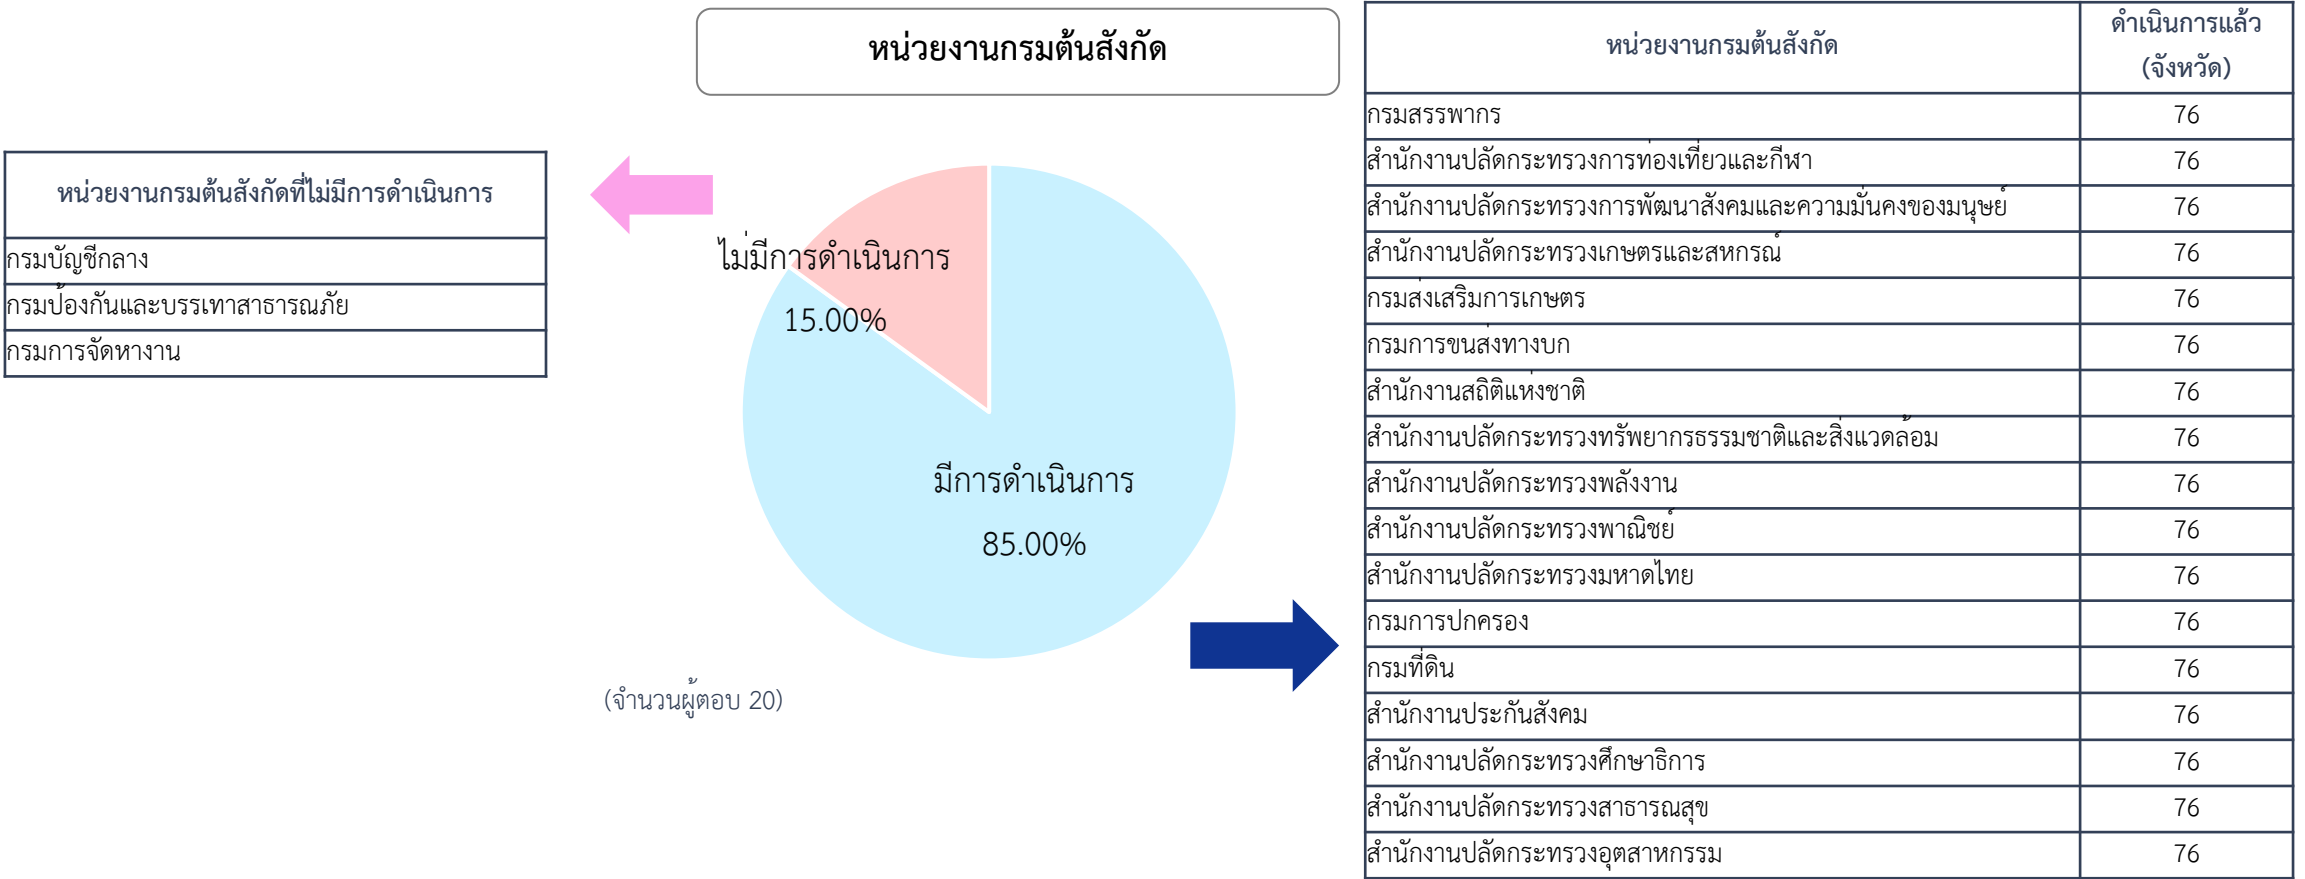 หน่วยงานกรมต้นสังกัด
หน่วยงานกรมต้นสังกัดที่ไม่มีการดำเนินการ
กรมบัญชีกลาง
กรมป้องกันและบรรเทาสาธารณภัย
กรมการจัดหางาน
ไม่มีการดำเนินการ
15.00%
มีการดำเนินการ
85.00%
(จำนวนผู้ตอบ 20)
หน่วยงานกรมต้นสังกัด ดำเนินการแล้ว
(จังหวัด)
กรมสรรพากร 76
สำนักงานปลัดกระทรวงการท่องเที่ยวและกีฬา 76
สำนักงานปลัดกระทรวงการพัฒนาสังคมและความมั่นคงของมนุษย์ 76
สำนักงานปลัดกระทรวงเกษตรและสหกรณ์ 76
กรมส่งเสริมการเกษตร 76
กรมการขนส่งทางบก 76
สำนักงานสถิติแห่งชาติ 76
สำนักงานปลัดกระทรวงทรัพยากรธรรมชาติและสิ่งแวดล้อม 76
สำนักงานปลัดกระทรวงพลังงาน 76
สำนักงานปลัดกระทรวงพาณิชย์ 76
สำนักงานปลัดกระทรวงมหาดไทย 76
กรมการปกครอง 76
กรมที่ดิน 76
สำนักงานประกันสังคม 76
สำนักงานปลัดกระทรวงศึกษาธิการ 76
สำนักงานปลัดกระทรวงสาธารณสุข 76
สำนักงานปลัดกระทรวงอุตสาหกรรม 76